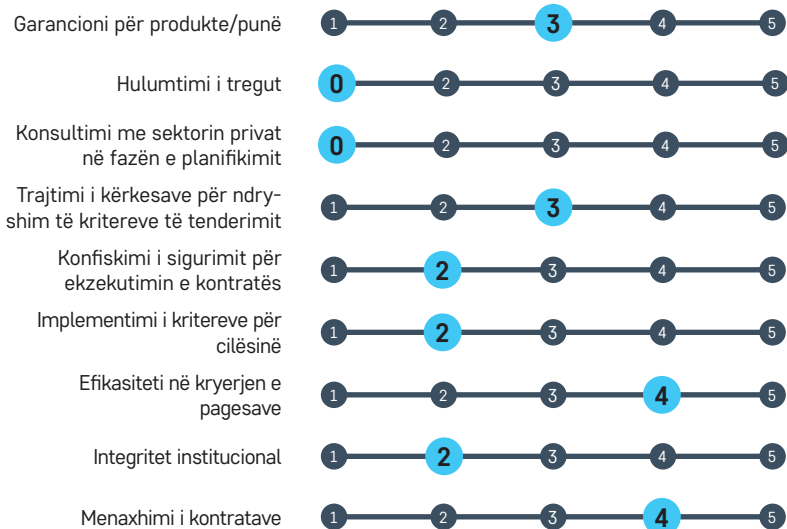 Garancioni për produkte/punë
1 2 3 4 5
Hulumtimi i tregut
0 2 3 4 5
Konsultimi me sektorin privat
në fazën e planifikimit
0 2 3 4 5
Trajtimi i kërkesave për ndry-
shim të kritereve të tenderimit
1 2 3 4 5
Konfiskimi i sigurimit për
ekzekutimin e kontratës
1 2 3 4 5
Implementimi i kritereve për
cilësinë
1 2 3 4 5
Efikasiteti në kryerjen e
pagesave
1 2 3 4 5
Integritet institucional
1 2 3 4 5
Menaxhimi i kontratave
1 2 3 4 5